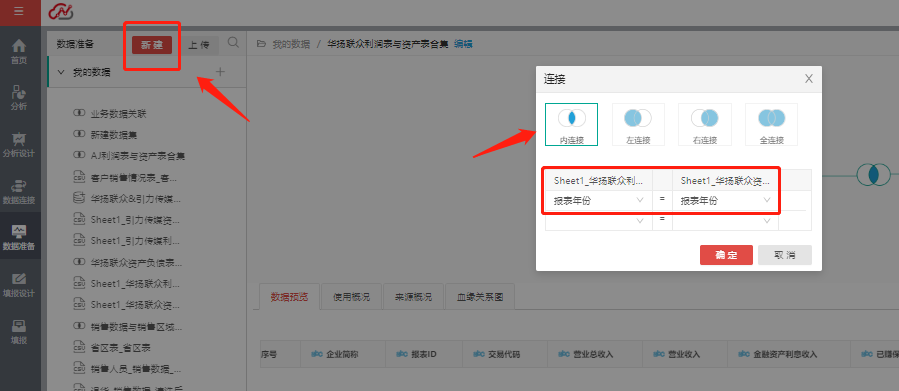 数据准备
新 建
上 传
我的数据 / 华扬联众利润表与资产表合集 编辑
首页
分析
分析设计
数据连接
数据准备
填报设计
填报
我的数据
业务数据关联
新建数据集
AJ利润表与资产表合集
客户销售情况表_客...
华扬联众&引力传媒...
Sheet1_引力传媒资...
Sheet1_引力传媒利...
华扬联众资产负债表...
Sheet1_华扬联众利...
Sheet1_华扬联众资...
销售数据与销售区域...
省区表_省区表
销售人员_销售数据_...
连接
内连接
左连接
右连接
全连接
Sheet1_华扬联众利...
Sheet1_华扬联众资...
报表年份
=
报表年份
=
确 定
取 消
数据预览
使用概况
来源概况
血缘关系图
序号
abc 企业简称
abc 报表ID
abc 交易代码
abc 营业总收入
abc 营业收入
abc 金融资产利息收入
abc 已赚保